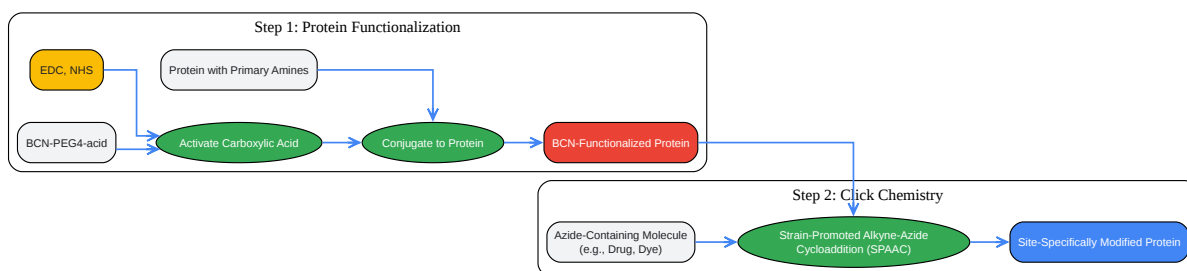 Step 1: Protein Functionalization
EDC, NHS
Protein with Primary Amines
BCN-PEG4-acid
Activate Carboxylic Acid
Conjugate to Protein
BCN-Functionalized Protein
Step 2: Click Chemistry
Azide-Containing Molecule
(e.g., Drug, Dye)
Strain-Promoted Alkyne-Azide
Cycloaddition (SPAAC)
Site-Specifically Modified Protein